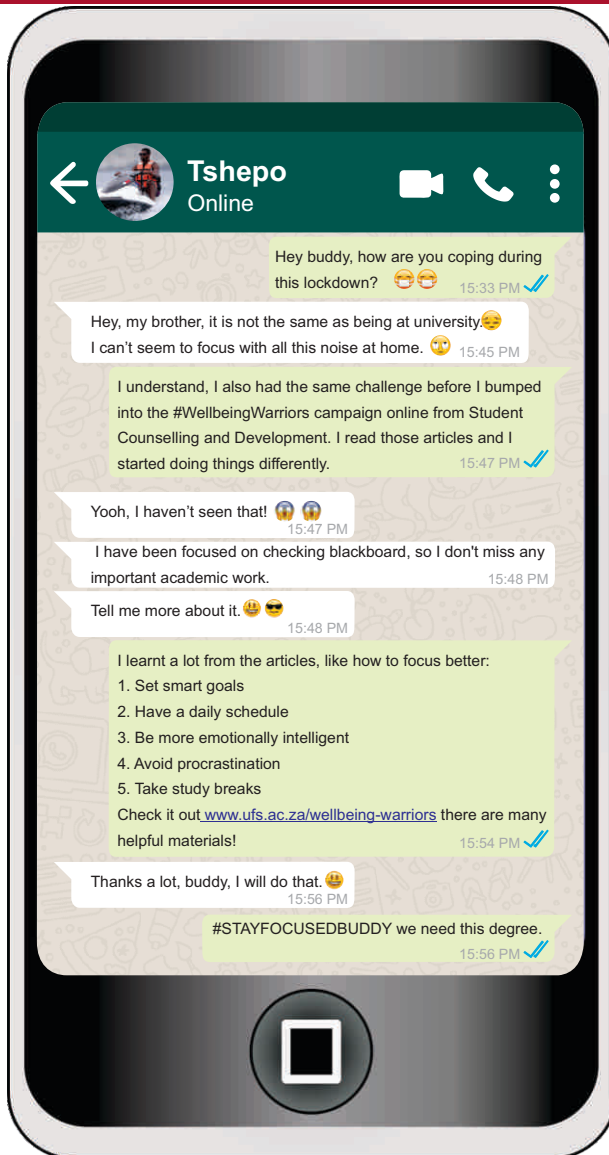 Tshepo
Online
Hey buddy, how are you coping during
this lockdown? 😷😷 15:33 PM
Hey, my brother, it is not the same as being at university.😔
I can't seem to focus with all this noise at home. 🙄 15:45 PM
I understand, I also had the same challenge before I bumped
into the #WellbeingWarriors campaign online from Student
Counselling and Development. I read those articles and I
started doing things differently. 15:47 PM
Yooh, I haven't seen that! 😱 😱
15:47 PM
I have been focused on checking blackboard, so I don't miss any
important academic work. 15:48 PM
Tell me more about it.😃 😎
15:48 PM
I learnt a lot from the articles, like how to focus better:
1. Set smart goals
2. Have a daily schedule
3. Be more emotionally intelligent
4. Avoid procrastination
5. Take study breaks
Check it out www.ufs.ac.za/wellbeing-warriors there are many
helpful materials! 15:54 PM
Thanks a lot, buddy, I will do that.😃
15:56 PM
#STAYFOCUSEDBUDDY we need this degree.
15:56 PM